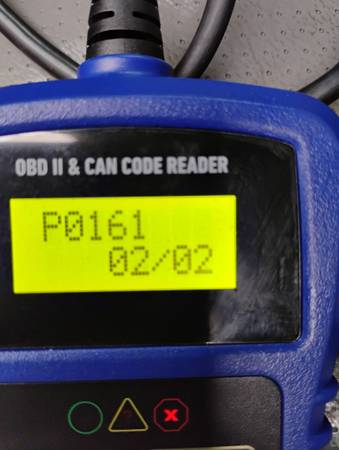 OBD II & CAN CODE READER
P0161
02/02